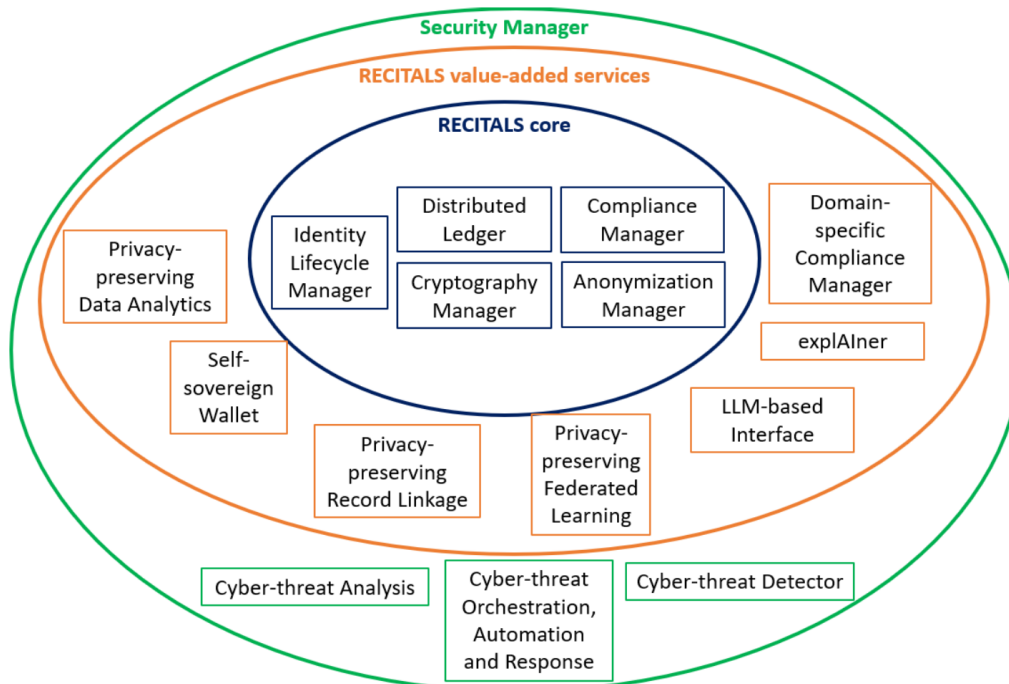 Security Manager
RECITALS value-added services
RECITALS core
Identity
Lifecycle
Manager
Distributed
Ledger
Compliance
Manager
Cryptography
Manager
Anonymization
Manager
Domain-
specific
Compliance
Manager
Privacy-
preserving
Data Analytics
explAIner
Self-
sovereign
Wallet
LLM-based
Interface
Privacy-
preserving
Record Linkage
Privacy-
preserving
Federated
Learning
Cyber-threat Analysis
Cyber-threat
Orchestration,
Automation
and Response
Cyber-threat Detector